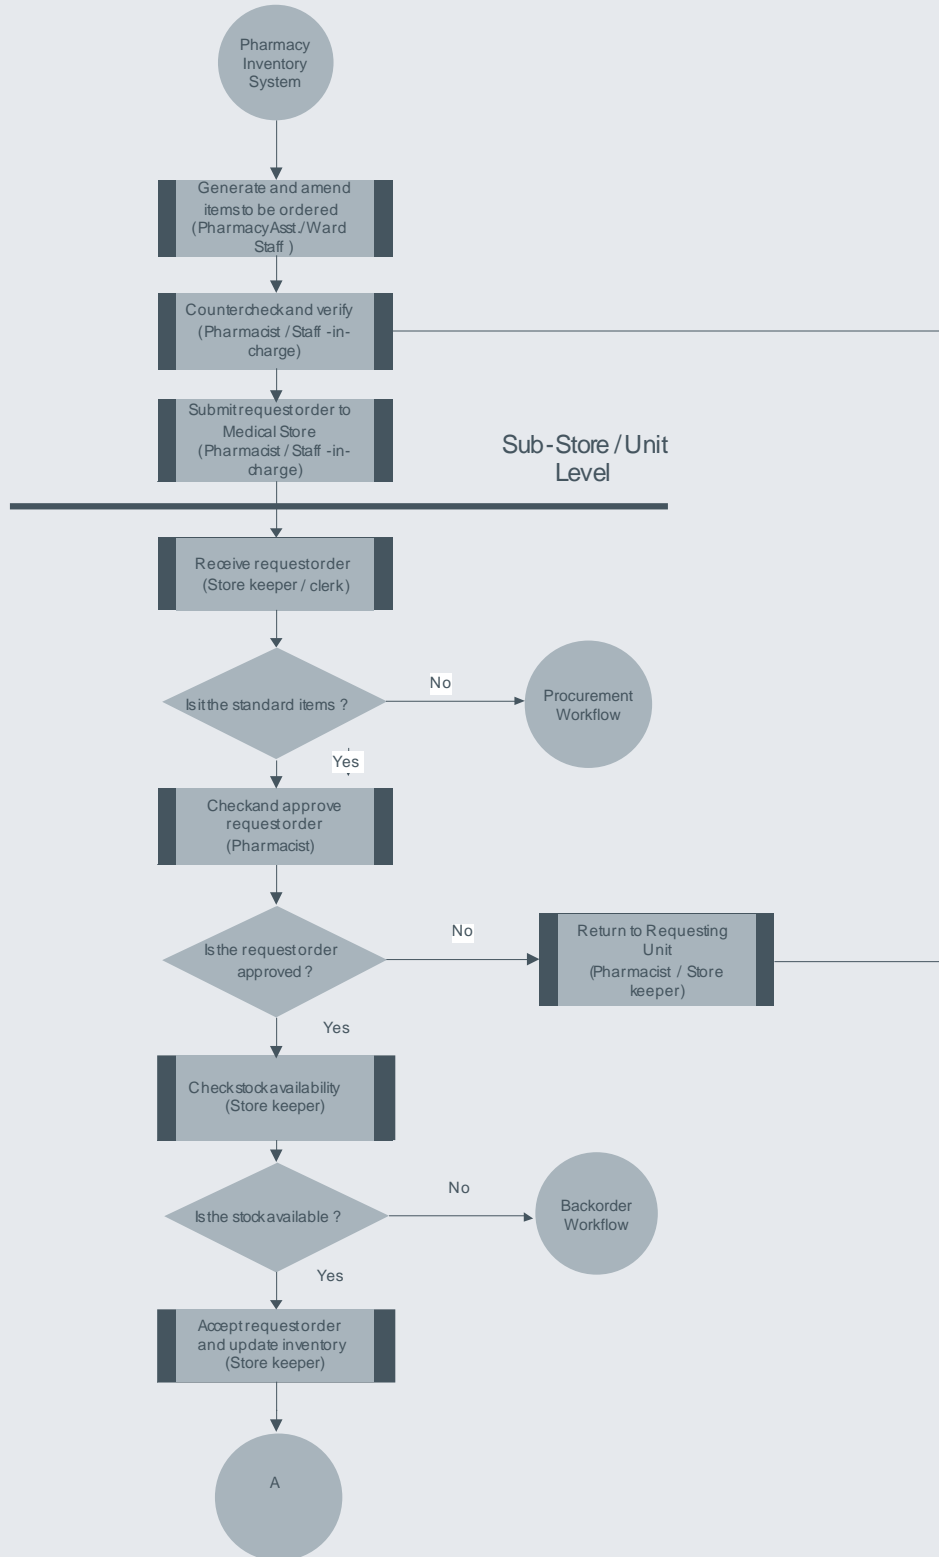 Pharmacy
Inventory
System
Generate and amend
items to be ordered
(Pharmacy Asst./Ward
Staff )
Countercheck and verify
(Pharmacist / Staff -in-
charge)
Submit request order to
Medical Store
(Pharmacist / Staff -in-
charge)
Sub-Store / Unit
Level
Receive request order
(Store keeper / clerk)
Is it the standard items ?
No
Procurement
Workflow
Yes
Check and approve
request order
(Pharmacist)
Is the request order
approved ?
No
Return to Requesting
Unit
(Pharmacist / Store
keeper)
Yes
Check stock availability
(Store keeper)
Is the stock available ?
No
Backorder
Workflow
Yes
Accept request order
and update inventory
(Store keeper)
A